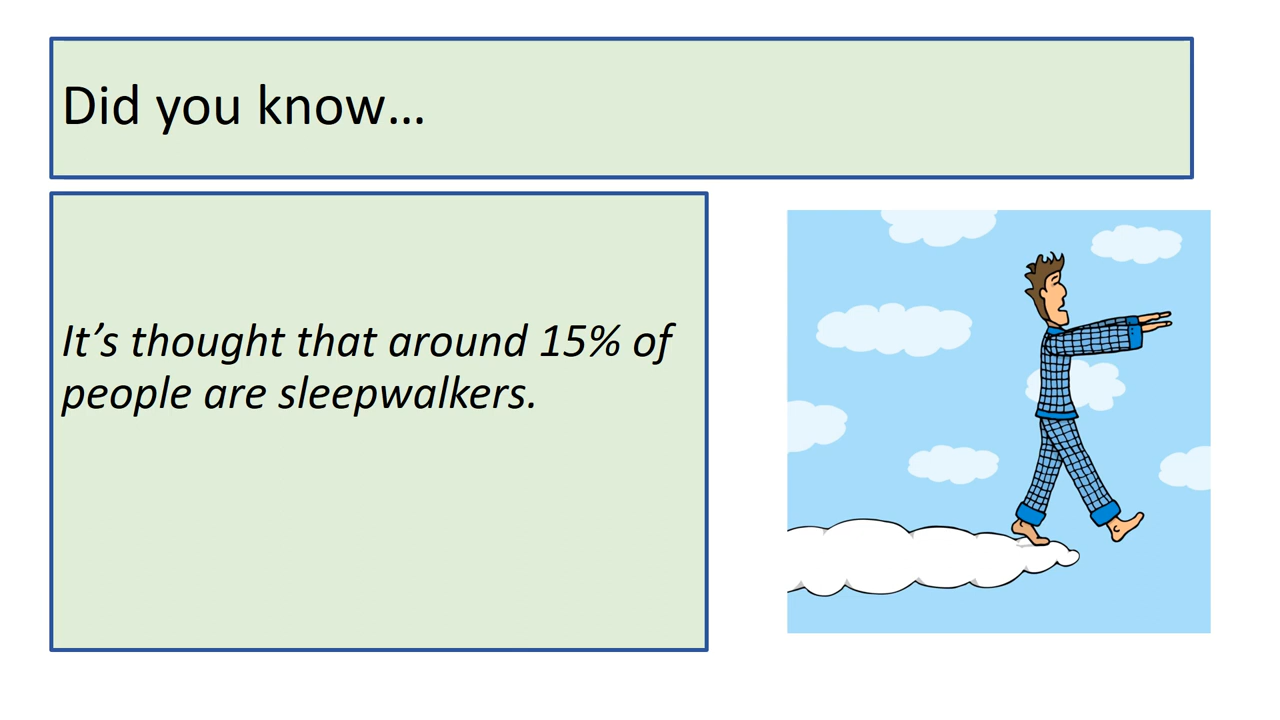 Did you know…
It’s thought that around 15% of
people are sleepwalkers.